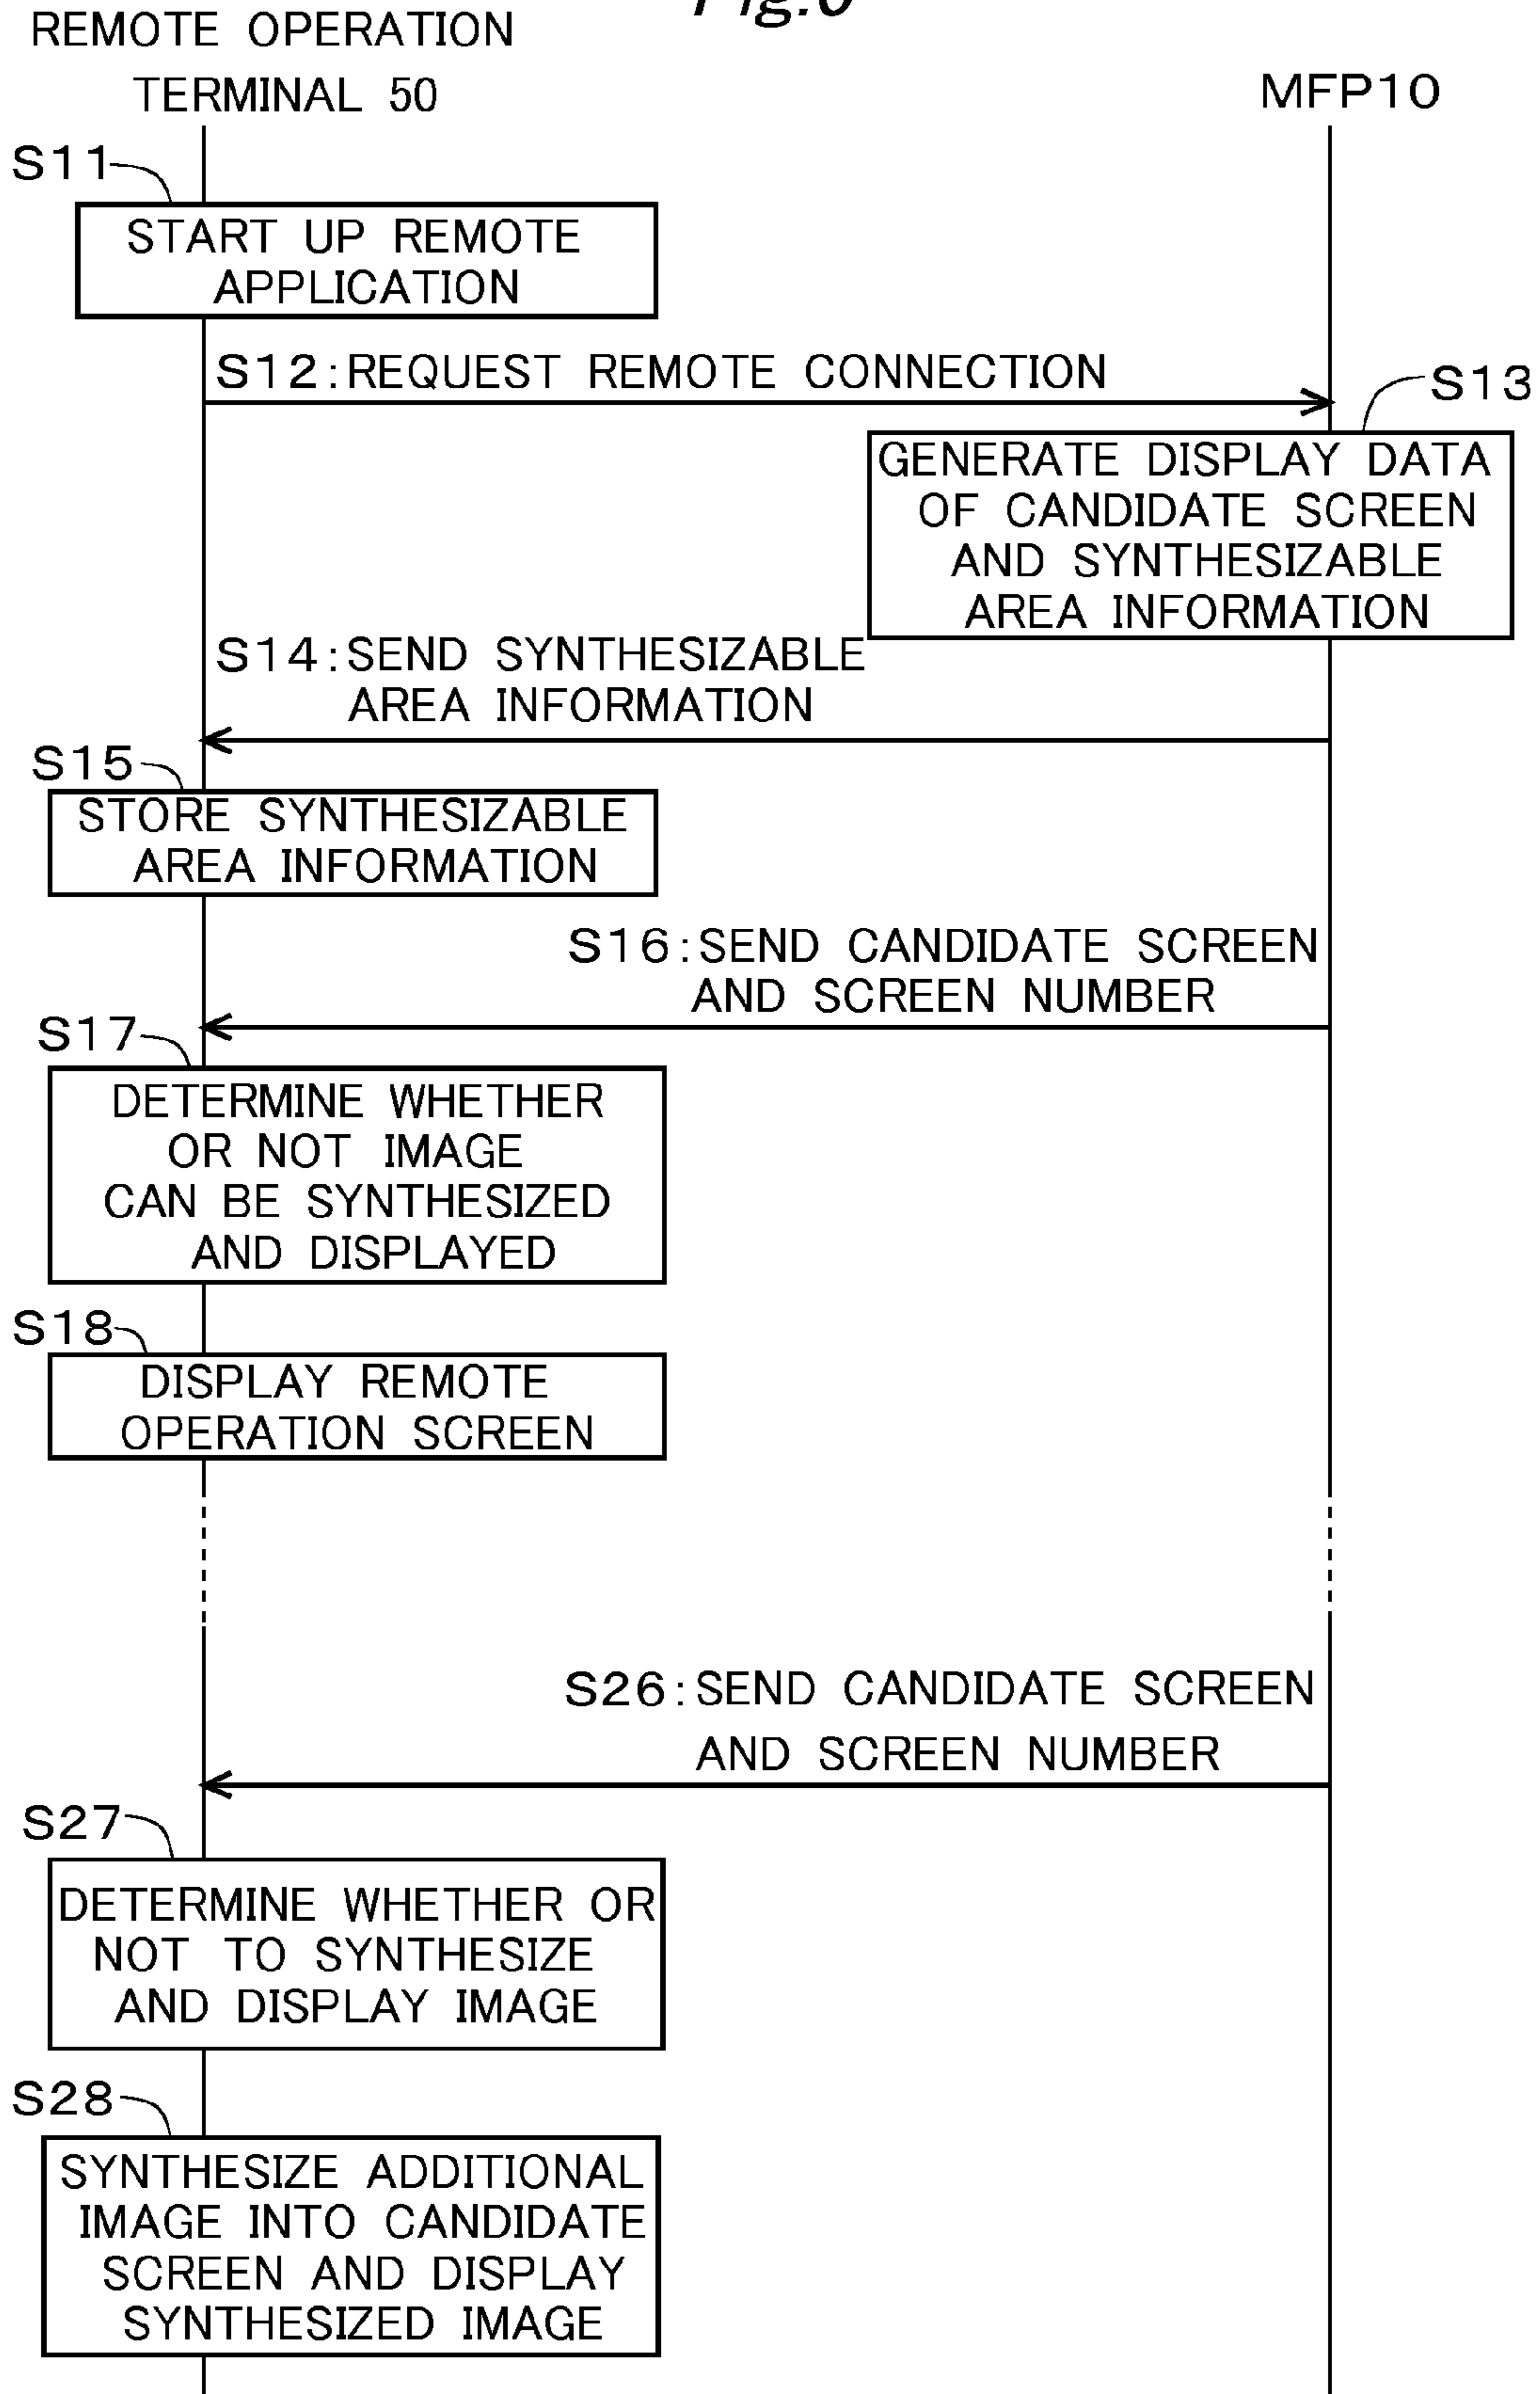 REMOTE OPERATION
TERMINAL 50
MFP10
S11
START UP REMOTE
APPLICATION
S12:REQUEST REMOTE CONNECTION
S13
GENERATE DISPLAY DATA
OF CANDIDATE SCREEN
AND SYNTHESIZABLE
AREA INFORMATION
S14:SEND SYNTHESIZABLE
AREA INFORMATION
S15
STORE SYNTHESIZABLE
AREA INFORMATION
S16:SEND CANDIDATE SCREEN
AND SCREEN NUMBER
S17
DETERMINE WHETHER
OR NOT IMAGE
CAN BE SYNTHESIZED
AND DISPLAYED
S18
DISPLAY REMOTE
OPERATION SCREEN
S26:SEND CANDIDATE SCREEN
AND SCREEN NUMBER
S27
DETERMINE WHETHER OR
NOT TO SYNTHESIZE
AND DISPLAY IMAGE
S28
SYNTHESIZE ADDITIONAL
IMAGE INTO CANDIDATE
SCREEN AND DISPLAY
SYNTHESIZED IMAGE